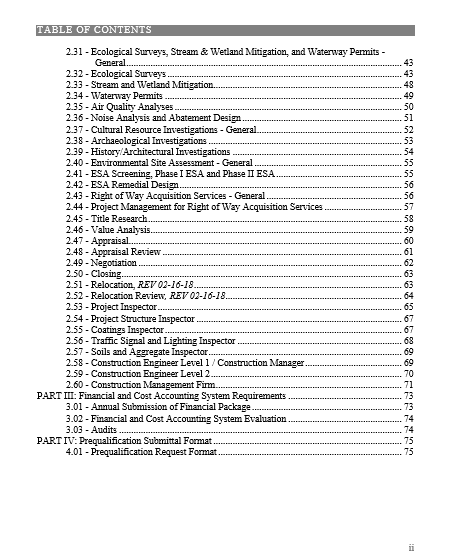 TABLE OF CONTENTS
2.31 - Ecological Surveys, Stream & Wetland Mitigation, and Waterway Permits -
General 43
2.32 - Ecological Surveys 43
2.33 - Stream and Wetland Mitigation 48
2.34 - Waterway Permits 49
2.35 - Air Quality Analyses 50
2.36 - Noise Analysis and Abatement Design 51
2.37 - Cultural Resource Investigations - General 52
2.38 - Archaeological Investigations 53
2.39 - History/Architectural Investigations 54
2.40 - Environmental Site Assessment - General 55
2.41 - ESA Screening, Phase I ESA and Phase II ESA 55
2.42 - ESA Remedial Design 56
2.43 - Right of Way Acquisition Services - General 56
2.44 - Project Management for Right of Way Acquisition Services 57
2.45 - Title Research 58
2.46 - Value Analysis 59
2.47 - Appraisal 60
2.48 - Appraisal Review 61
2.49 - Negotiation 62
2.50 - Closing 63
2.51 - Relocation, REV 02-16-18 63
2.52 - Relocation Review, REV 02-16-18 64
2.53 - Project Inspector 65
2.54 - Project Structure Inspector 67
2.55 - Coatings Inspector 67
2.56 - Traffic Signal and Lighting Inspector 68
2.57 - Soils and Aggregate Inspector 69
2.58 - Construction Engineer Level 1 / Construction Manager 69
2.59 - Construction Engineer Level 2 70
2.60 - Construction Management Firm 71
PART III: Financial and Cost Accounting System Requirements 73
3.01 - Annual Submission of Financial Package 73
3.02 - Financial and Cost Accounting System Evaluation 74
3.03 - Audits 74
PART IV: Prequalification Submittal Format 75
4.01 - Prequalification Request Format 75
ii